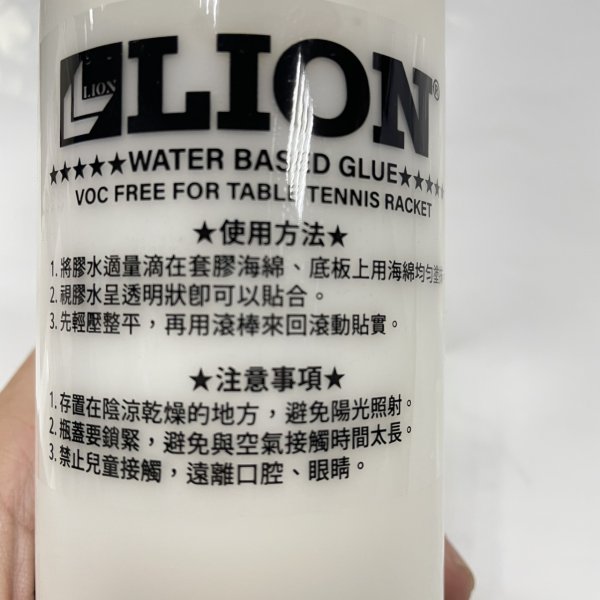 LION
LION®
★★★★★WATER BASED GLUE★★★★★
VOC FREE FOR TABLE TENNIS RACKET
★使用方法★
1. 將膠水適量滴在套膠海綿、底板上用海綿均勻塗
2. 視膠水呈透明狀卽可以貼合。
3. 先輕壓整平，再用滾棒來回滾動貼實。
★注意事項★
1. 存置在陰涼乾燥的地方，避免陽光照射。
2. 瓶蓋要鎖緊，避免與空氣接觸時間太長。
3. 禁止兒童接觸，遠離口腔、眼睛。